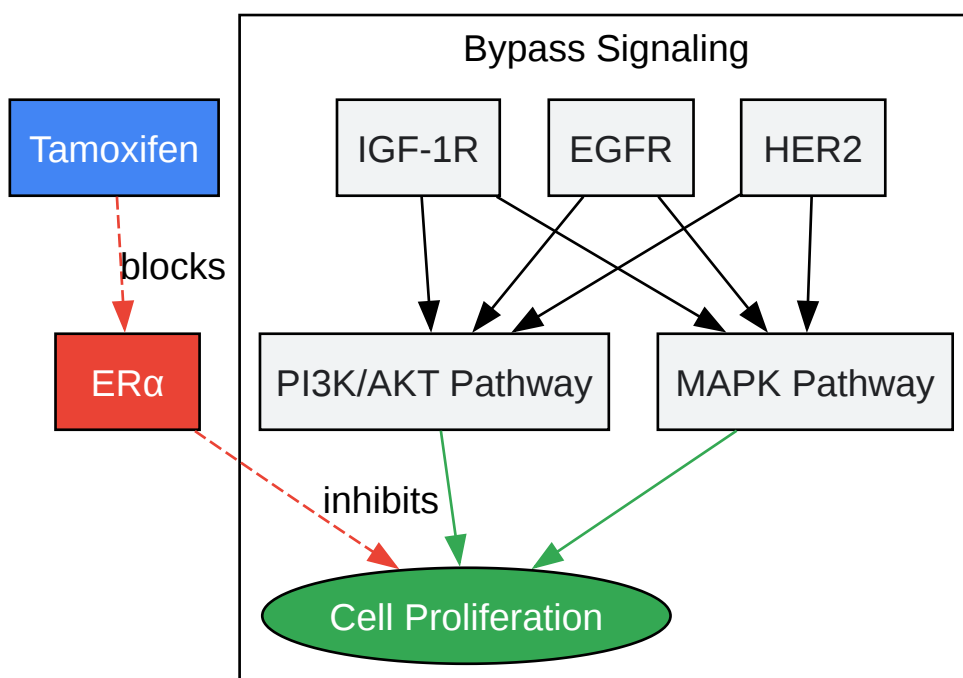 Bypass Signaling
Tamoxifen
IGF-1R
EGFR
HER2
blocks
ERα
PI3K/AKT Pathway
MAPK Pathway
inhibits
Cell Proliferation